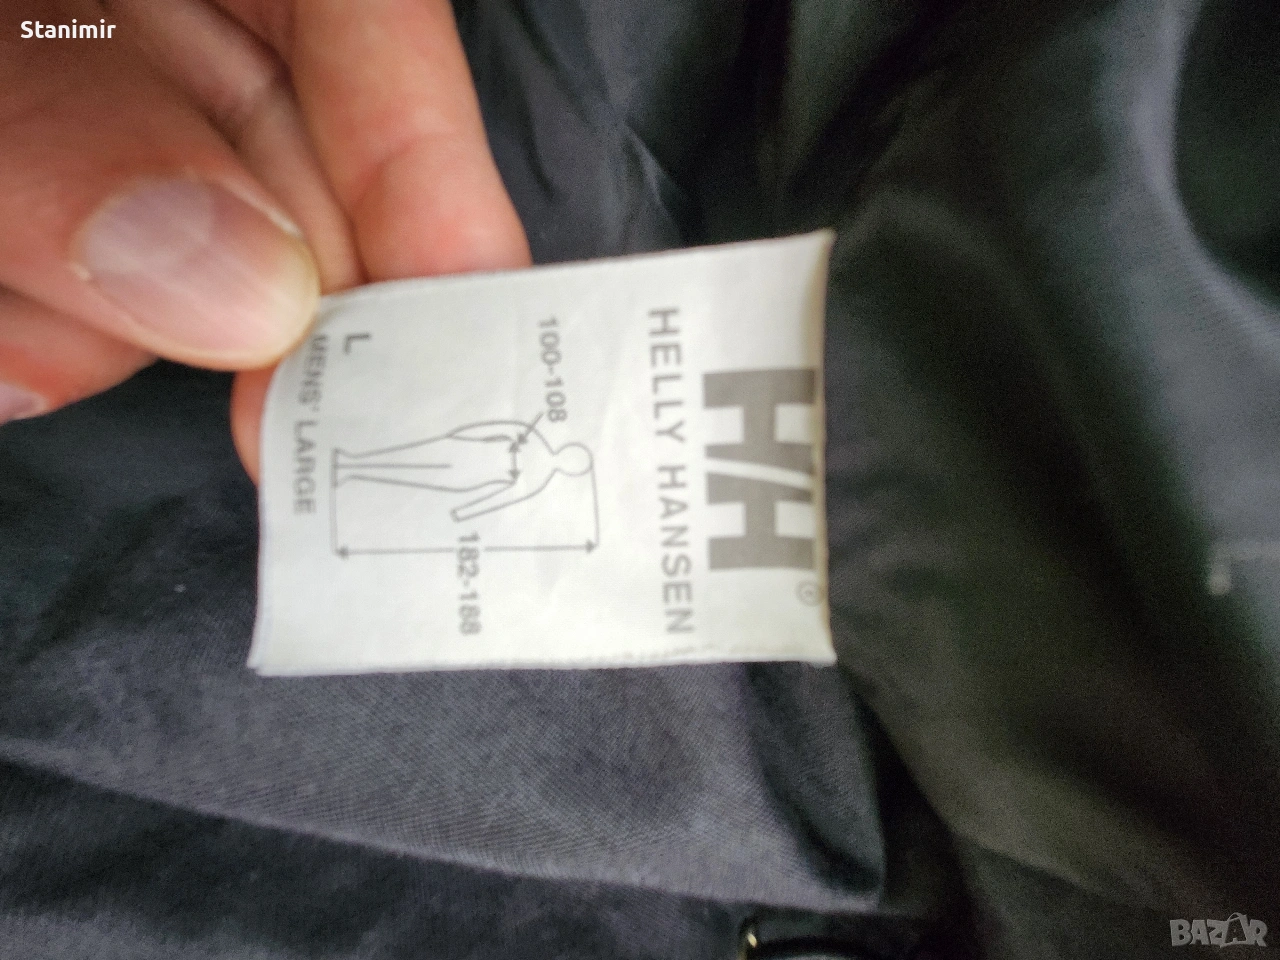 Stanimir
HH®
HELLY HANSEN
100-108
182-188
L
MENS' LARGE
BAZAR